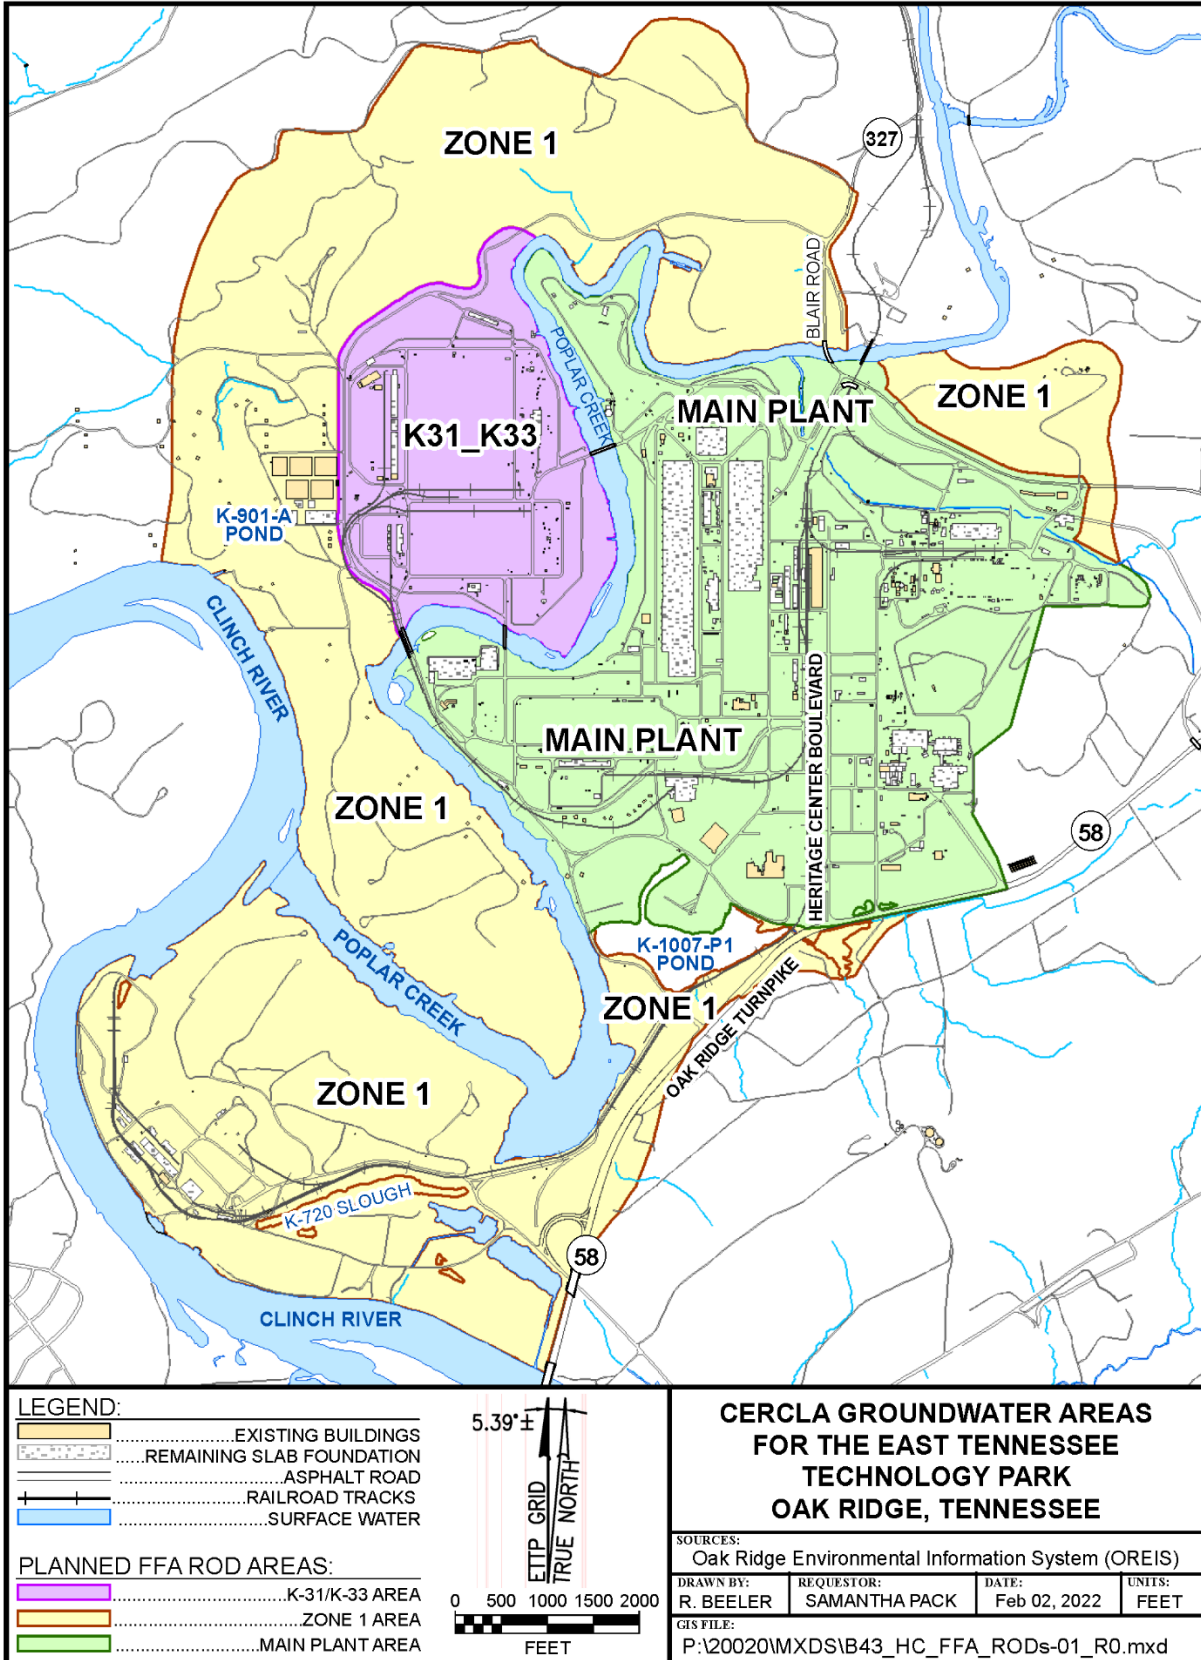 ZONE 1
327
BLAIR ROAD
POPLAR CREEK
MAIN PLANT
ZONE 1
K31_K33
K-901-A
POND
CLINCH RIVER
MAIN PLANT
HERITAGE CENTER BOULEVARD
ZONE 1
58
K-1007-P1
POND
POPLAR CREEK
ZONE 1
OAK RIDGE TURNPIKE
ZONE 1
K-720 SLOUGH
58
CLINCH RIVER
LEGEND:
EXISTING BUILDINGS
REMAINING SLAB FOUNDATION
ASPHALT ROAD
RAILROAD TRACKS
SURFACE WATER
PLANNED FFA ROD AREAS:
K-31/K-33 AREA
ZONE 1 AREA
MAIN PLANT AREA
5.39°±
ETTP GRID
TRUE NORTH
0 500 1000 1500 2000
FEET
CERCLA GROUNDWATER AREAS
FOR THE EAST TENNESSEE
TECHNOLOGY PARK
OAK RIDGE, TENNESSEE
SOURCES:
Oak Ridge Environmental Information System (OREIS)
DRAWN BY: REQUESTOR: DATE: UNITS:
R. BEELER SAMANTHA PACK Feb 02, 2022 FEET
GIS FILE:
P:\20020\MXDS\B43_HC_FFA_RODs-01_R0.mxd